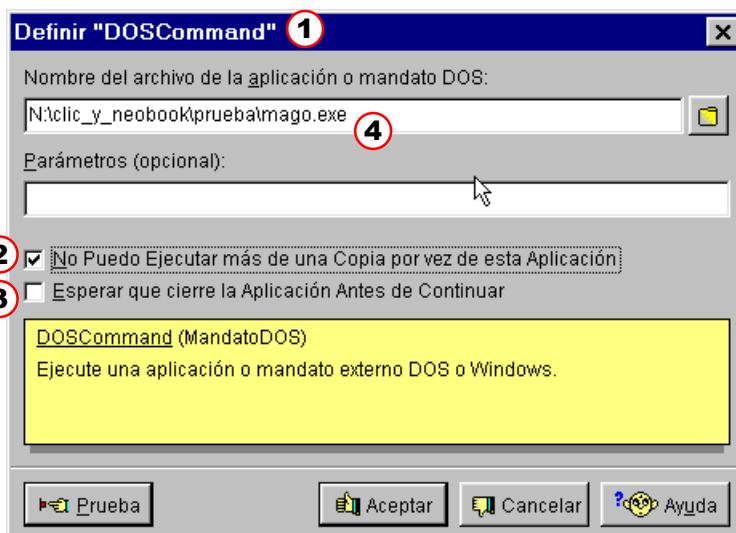 Definir "DOSCommand" 1
Nombre del archivo de la aplicación o mandato DOS:
N:\clic_y_neobook\prueba\mago.exe
4
Parámetros (opcional):
2 No Puedo Ejecutar más de una Copia por vez de esta Aplicación
3 Esperar que cierre la Aplicación Antes de Continuar
DOSCommand (MandatoDOS)
Ejecute una aplicación o mandato externo DOS o Windows.
Prueba Aceptar Cancelar Ayuda